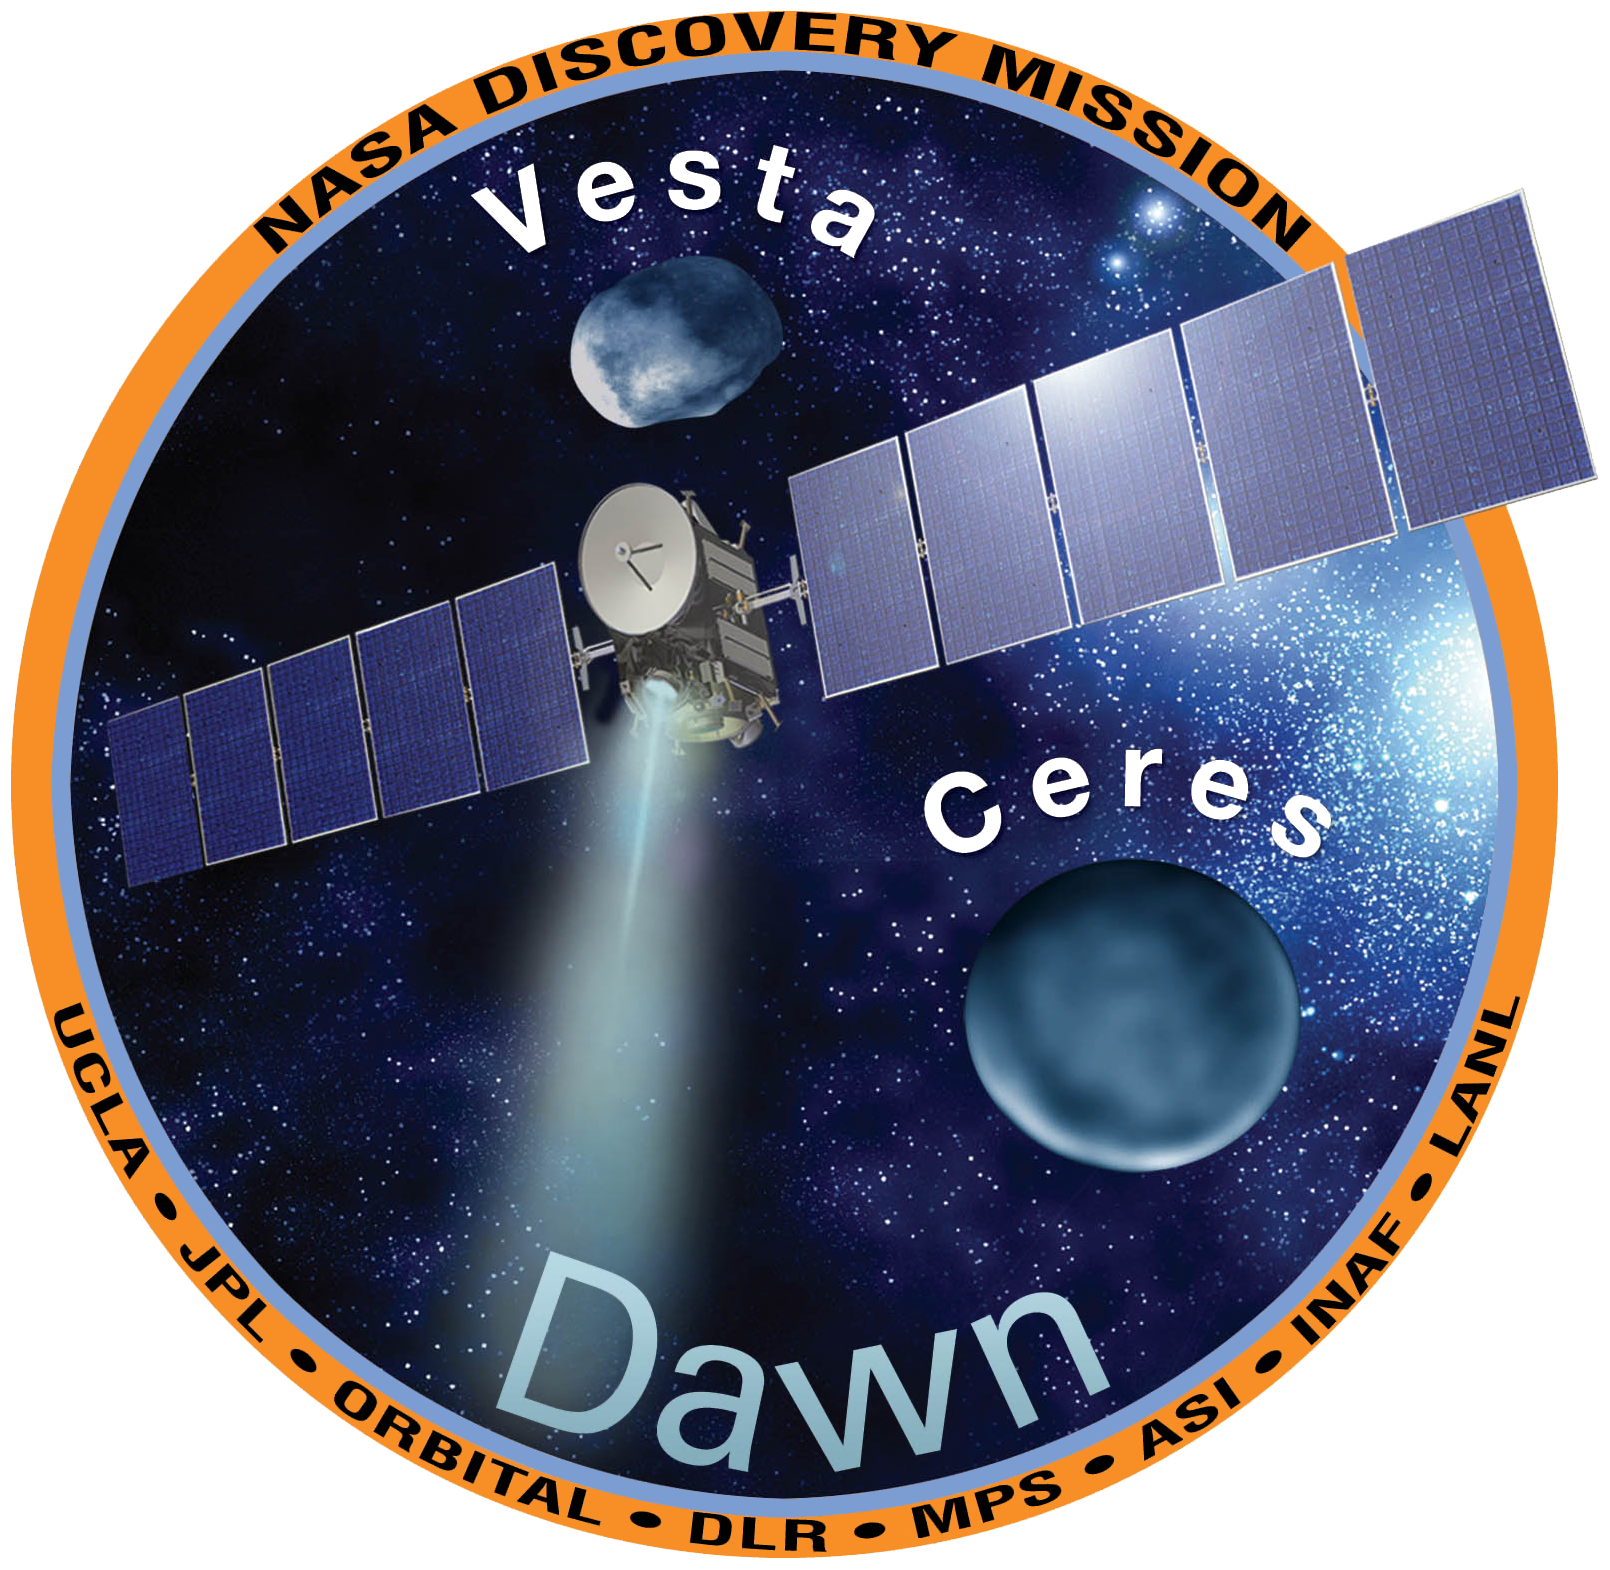 NASA DISCOVERY MISSION
Vesta
Ceres
Dawn
UCLA • JPL • ORBITAL • DLR • MPS • ASI • INAF • LANL